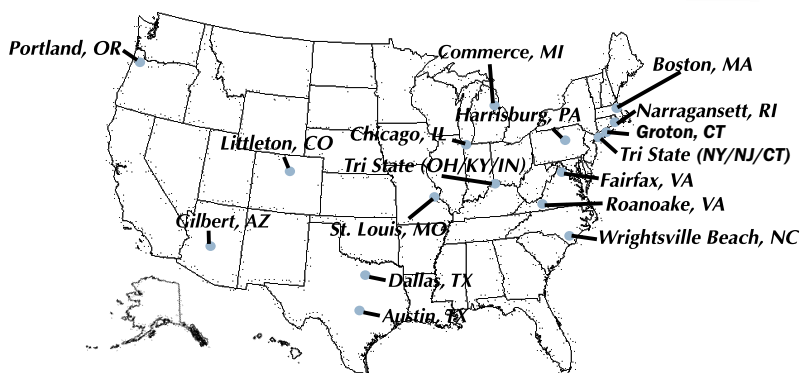 Portland, OR
Commerce, MI
Boston, MA
Harrisburg, PA
Narragansett, RI
Groton, CT
Chicago, IL
Littleton, CO
Tri State (NY/NJ/CT)
Tri State (OH/KY/IN)
Fairfax, VA
Roanoake, VA
Gilbert, AZ
St. Louis, MO
Wrightsville Beach, NC
Dallas, TX
Austin, TX